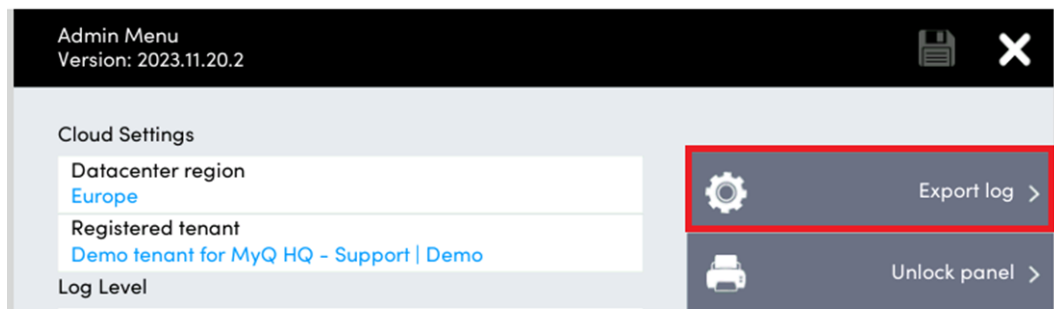 Admin Menu
Version: 2023.11.20.2
Cloud Settings
Datacenter region
Europe
Registered tenant
Demo tenant for MyQ HQ - Support | Demo
Log Level
Export log
Unlock panel